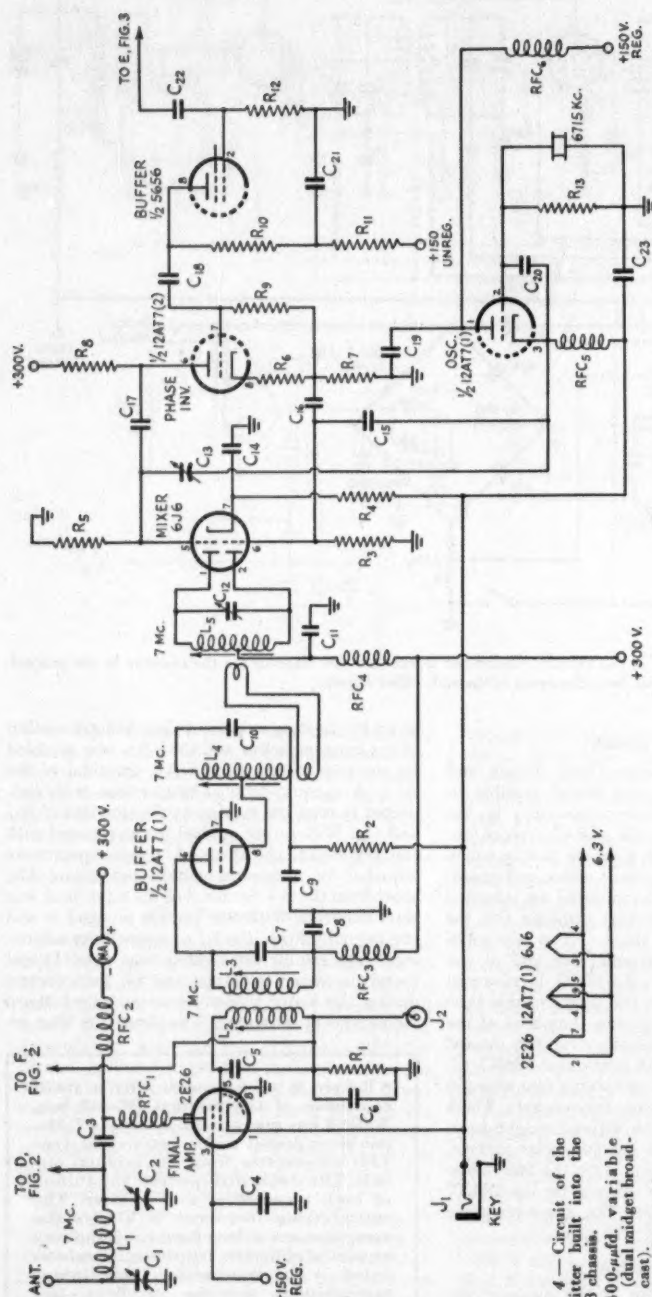 ANT.
7 MC.
L1
C1
C2
TO D,
FIG. 2
C3
RFC2
MA
+300 V.
TO F,
FIG. 2
RFC1
2E26
FINAL
AMP.
+150 V.
REG.
C4
C5
C6
R1
J1
KEY
J2
7 MC.
L2
L3
C7
C8
RFC3
BUFFER
1/2 12AT7 (1)
C9
R2
7 MC.
L4
C10
7 MC.
L5
C12
C11
RFC4
+300 V.
R5
MIXER
6J6
R3
R4
C13
C14
C17
+300V.
R8
PHASE
INV.
1/2 12AT7(2)
R6
R7
R9
C16
C15
C18
C19
BUFFER
1/2 5656
R10
R11
+150
UNREG.
C21
R12
C22
TO E, FIG. 3
OSC.
1/2 12AT7(1)
C20
RFC5
R13
C23
6715 KC.
RFC6
+150V.
REG.
2E26 12AT7(1) 6J6
6.3 V.
4 — Circuit of the
itter built into the
chassis.
00-μμfd. variable
(dual midget broad-
cast).